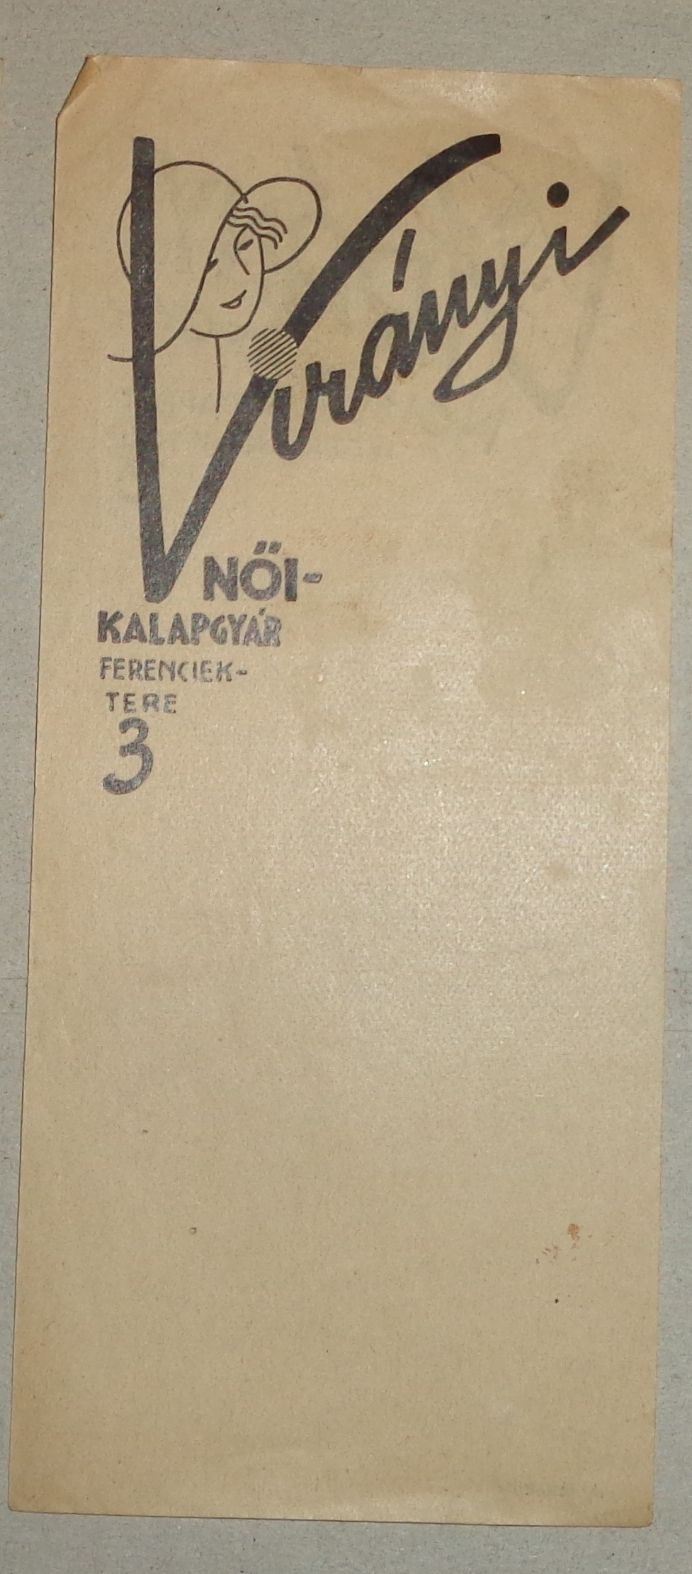 Virányi
NŐI-
KALAPGYÁR
FERENCIEK-
TERE
3